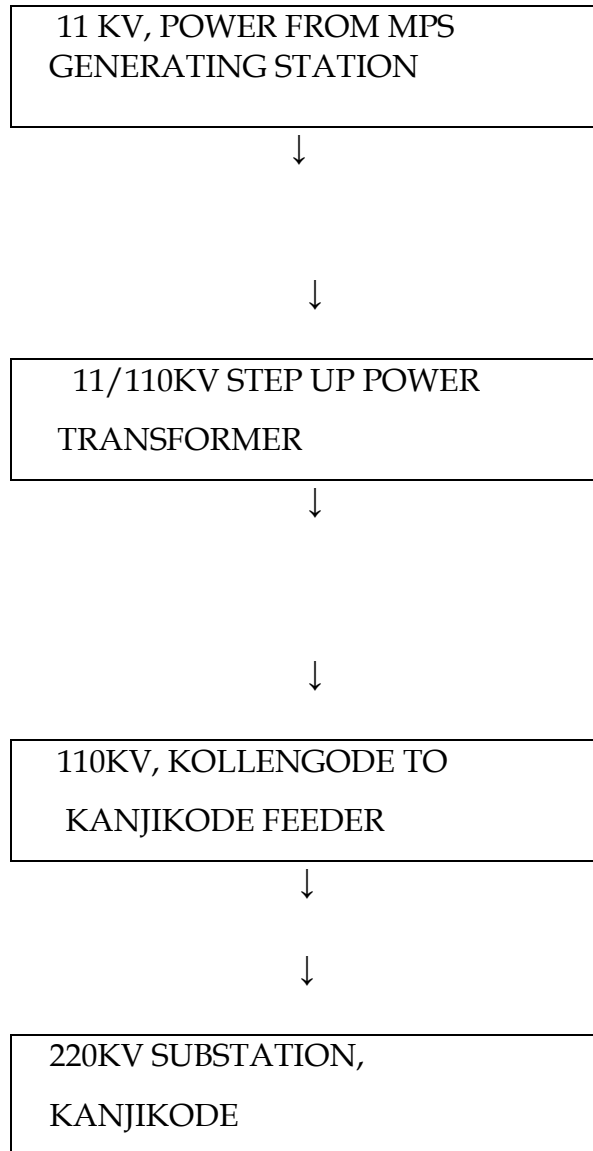 11 KV, POWER FROM MPS
GENERATING STATION
↓
↓
11/110KV STEP UP POWER
TRANSFORMER
↓
↓
110KV, KOLLENGODE TO
KANJIKODE FEEDER
↓
↓
220KV SUBSTATION,
KANJIKODE